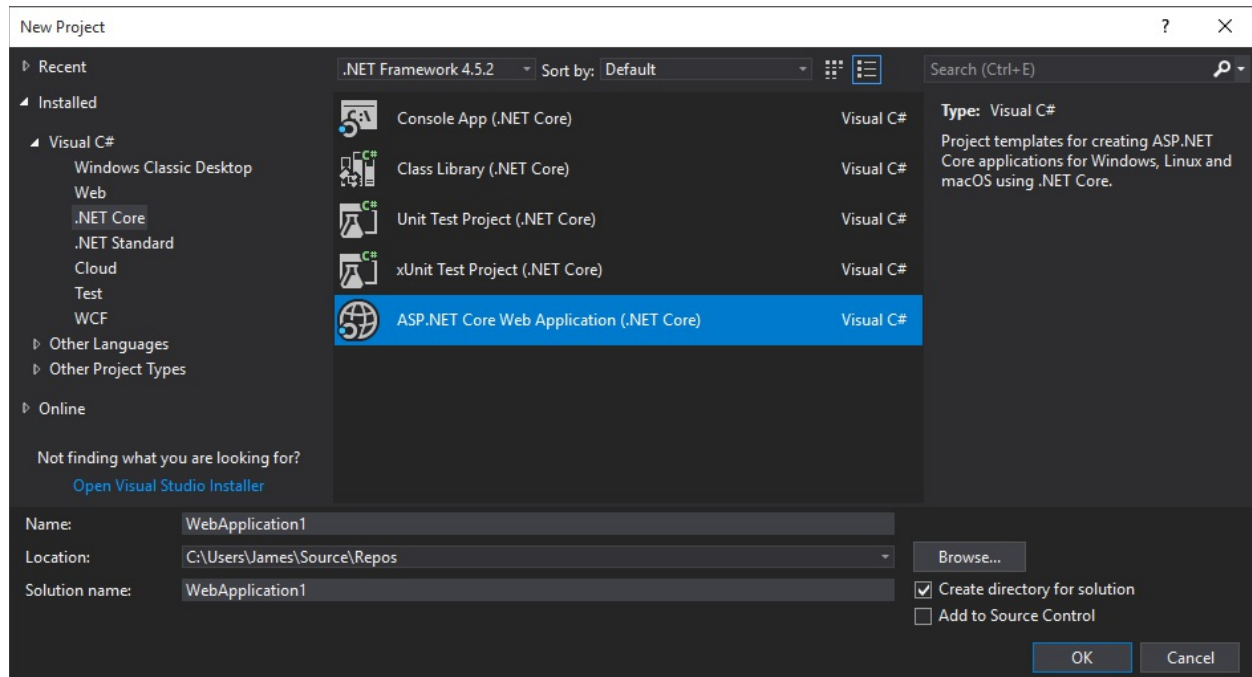 New Project
?
Recent
Installed
Visual C#
Windows Classic Desktop
Web
.NET Core
.NET Standard
Cloud
Test
WCF
Other Languages
Other Project Types
Online
Not finding what you are looking for?
Open Visual Studio Installer
.NET Framework 4.5.2 Sort by: Default
Console App (.NET Core) Visual C#
Class Library (.NET Core) Visual C#
Unit Test Project (.NET Core) Visual C#
xUnit Test Project (.NET Core) Visual C#
ASP.NET Core Web Application (.NET Core) Visual C#
Search (Ctrl+E)
Type: Visual C#
Project templates for creating ASP.NET
Core applications for Windows, Linux and
macOS using .NET Core.
Name: WebApplication1
Location: C:\Users\James\Source\Repos Browse...
Solution name: WebApplication1
Create directory for solution
Add to Source Control
OK Cancel